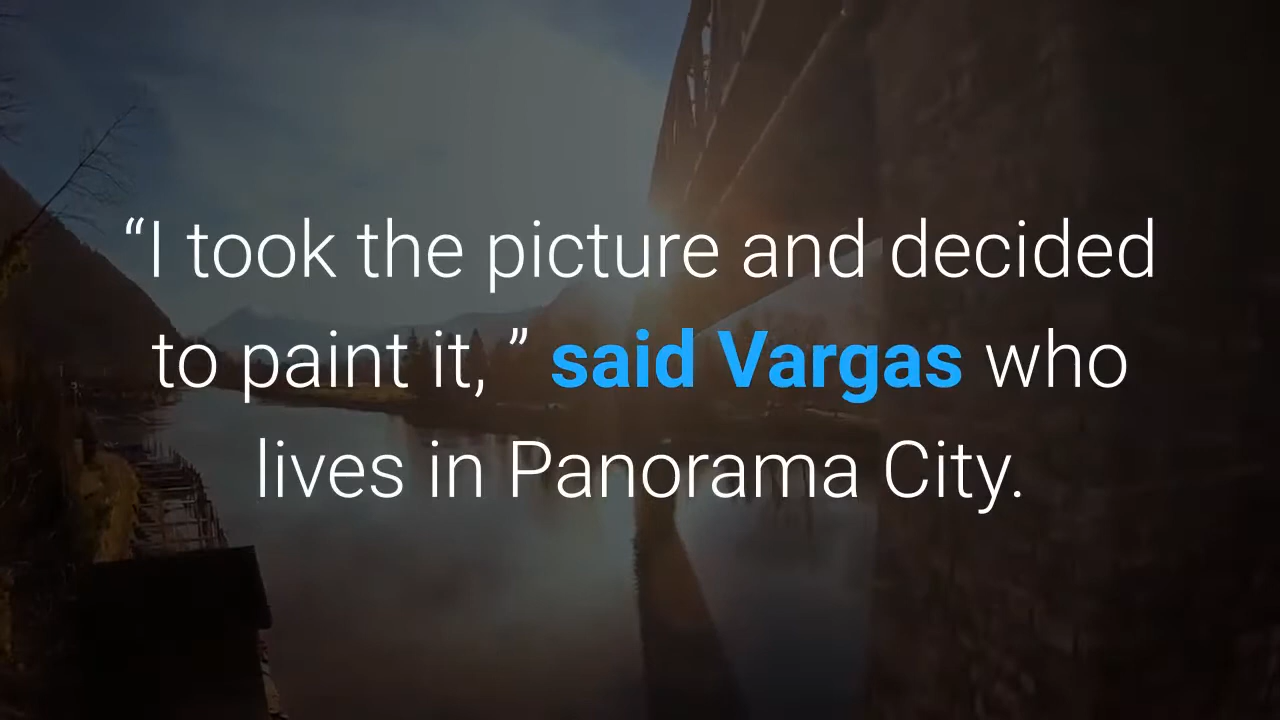 “I took the picture and decided
to paint it, ” said Vargas who
lives in Panorama City.